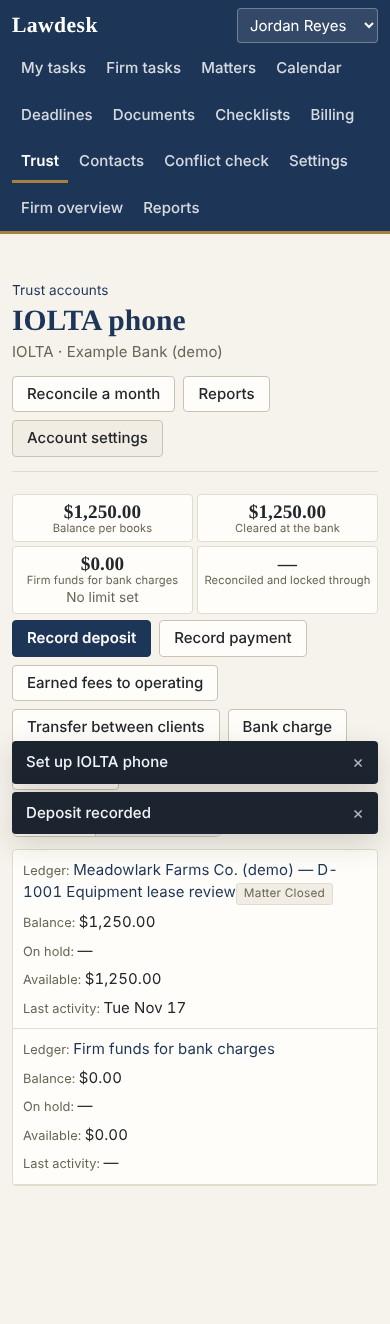 Lawdesk
Jordan Reyes
My tasks Firm tasks Matters Calendar
Deadlines Documents Checklists Billing
Trust Contacts Conflict check Settings
Firm overview Reports
Trust accounts
IOLTA phone
IOLTA · Example Bank (demo)
Reconcile a month Reports
Account settings
$1,250.00 $1,250.00
Balance per books Cleared at the bank
$0.00 —
Firm funds for bank charges Reconciled and locked through
No limit set
Record deposit Record payment
Earned fees to operating
Transfer between clients Bank charge
Set up IOLTA phone ×
Deposit recorded ×
Ledger: Meadowlark Farms Co. (demo) — D-
1001 Equipment lease review Matter Closed
Balance: $1,250.00
On hold: —
Available: $1,250.00
Last activity: Tue Nov 17
Ledger: Firm funds for bank charges
Balance: $0.00
On hold: —
Available: $0.00
Last activity: —